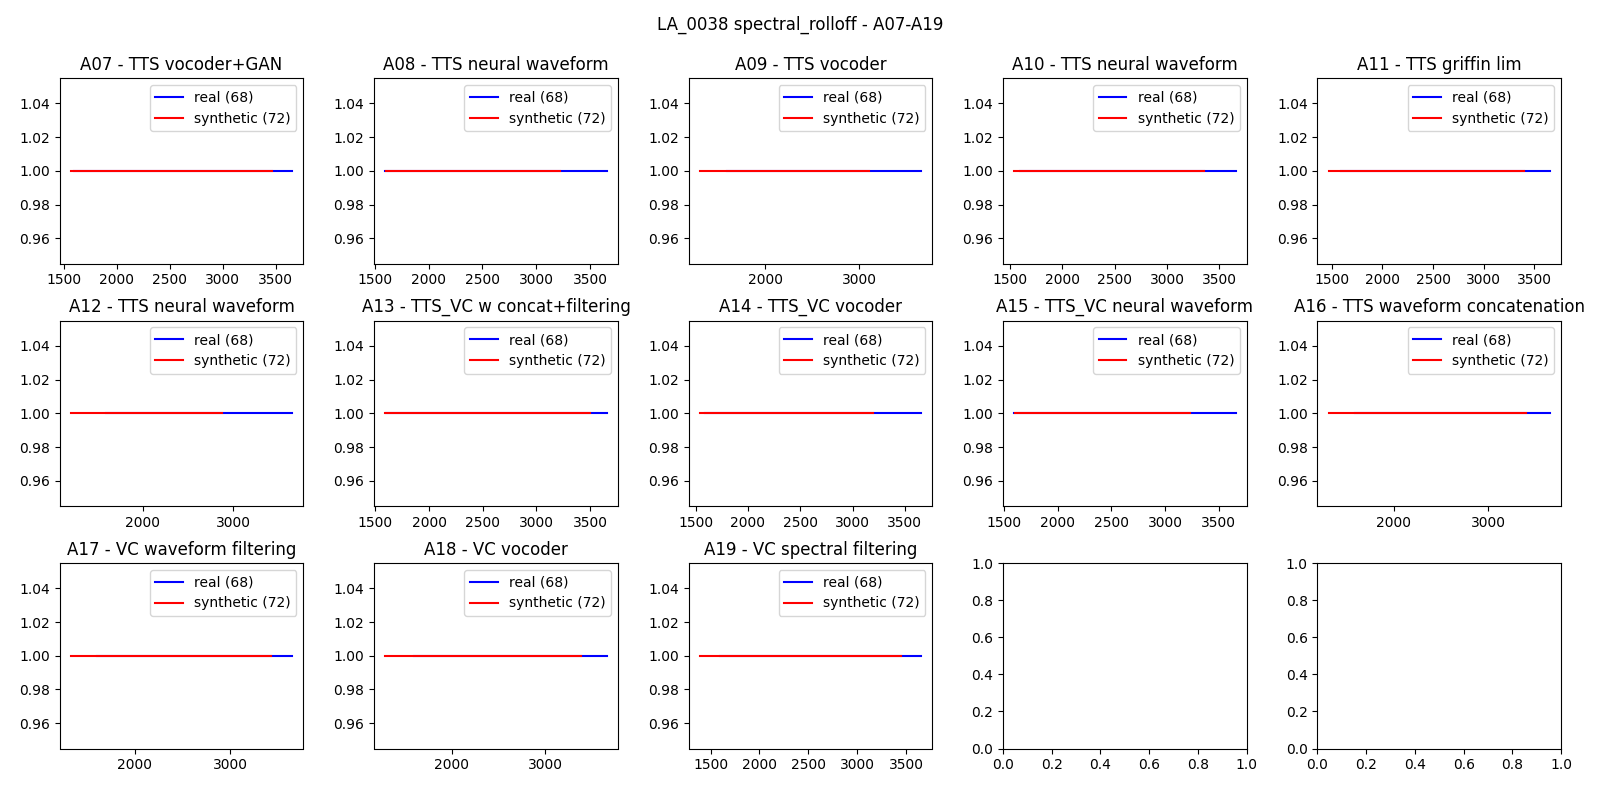 LA_0038 spectral_rolloff - A07-A19
A07 - TTS vocoder+GAN
real (68)
synthetic (72)
1.04
1.02
1.00
0.98
0.96
1500 2000 2500 3000 3500
A08 - TTS neural waveform
real (68)
synthetic (72)
1.04
1.02
1.00
0.98
0.96
1500 2000 2500 3000 3500
A09 - TTS vocoder
real (68)
synthetic (72)
1.04
1.02
1.00
0.98
0.96
2000 3000
A10 - TTS neural waveform
real (68)
synthetic (72)
1.04
1.02
1.00
0.98
0.96
1500 2000 2500 3000 3500
A11 - TTS griffin lim
real (68)
synthetic (72)
1.04
1.02
1.00
0.98
0.96
1500 2000 2500 3000 3500
A12 - TTS neural waveform
real (68)
synthetic (72)
1.04
1.02
1.00
0.98
0.96
2000 3000
A13 - TTS_VC w concat+filtering
real (68)
synthetic (72)
1.04
1.02
1.00
0.98
0.96
1500 2000 2500 3000 3500
A14 - TTS_VC vocoder
real (68)
synthetic (72)
1.04
1.02
1.00
0.98
0.96
1500 2000 2500 3000 3500
A15 - TTS_VC neural waveform
real (68)
synthetic (72)
1.04
1.02
1.00
0.98
0.96
1500 2000 2500 3000 3500
A16 - TTS waveform concatenation
real (68)
synthetic (72)
1.04
1.02
1.00
0.98
0.96
2000 3000
A17 - VC waveform filtering
real (68)
synthetic (72)
1.04
1.02
1.00
0.98
0.96
2000 3000
A18 - VC vocoder
real (68)
synthetic (72)
1.04
1.02
1.00
0.98
0.96
2000 3000
A19 - VC spectral filtering
real (68)
synthetic (72)
1.04
1.02
1.00
0.98
0.96
1500 2000 2500 3000 3500
1.0
0.8
0.6
0.4
0.2
0.0
0.0 0.2 0.4 0.6 0.8 1.0
1.0
0.8
0.6
0.4
0.2
0.0
0.0 0.2 0.4 0.6 0.8 1.0